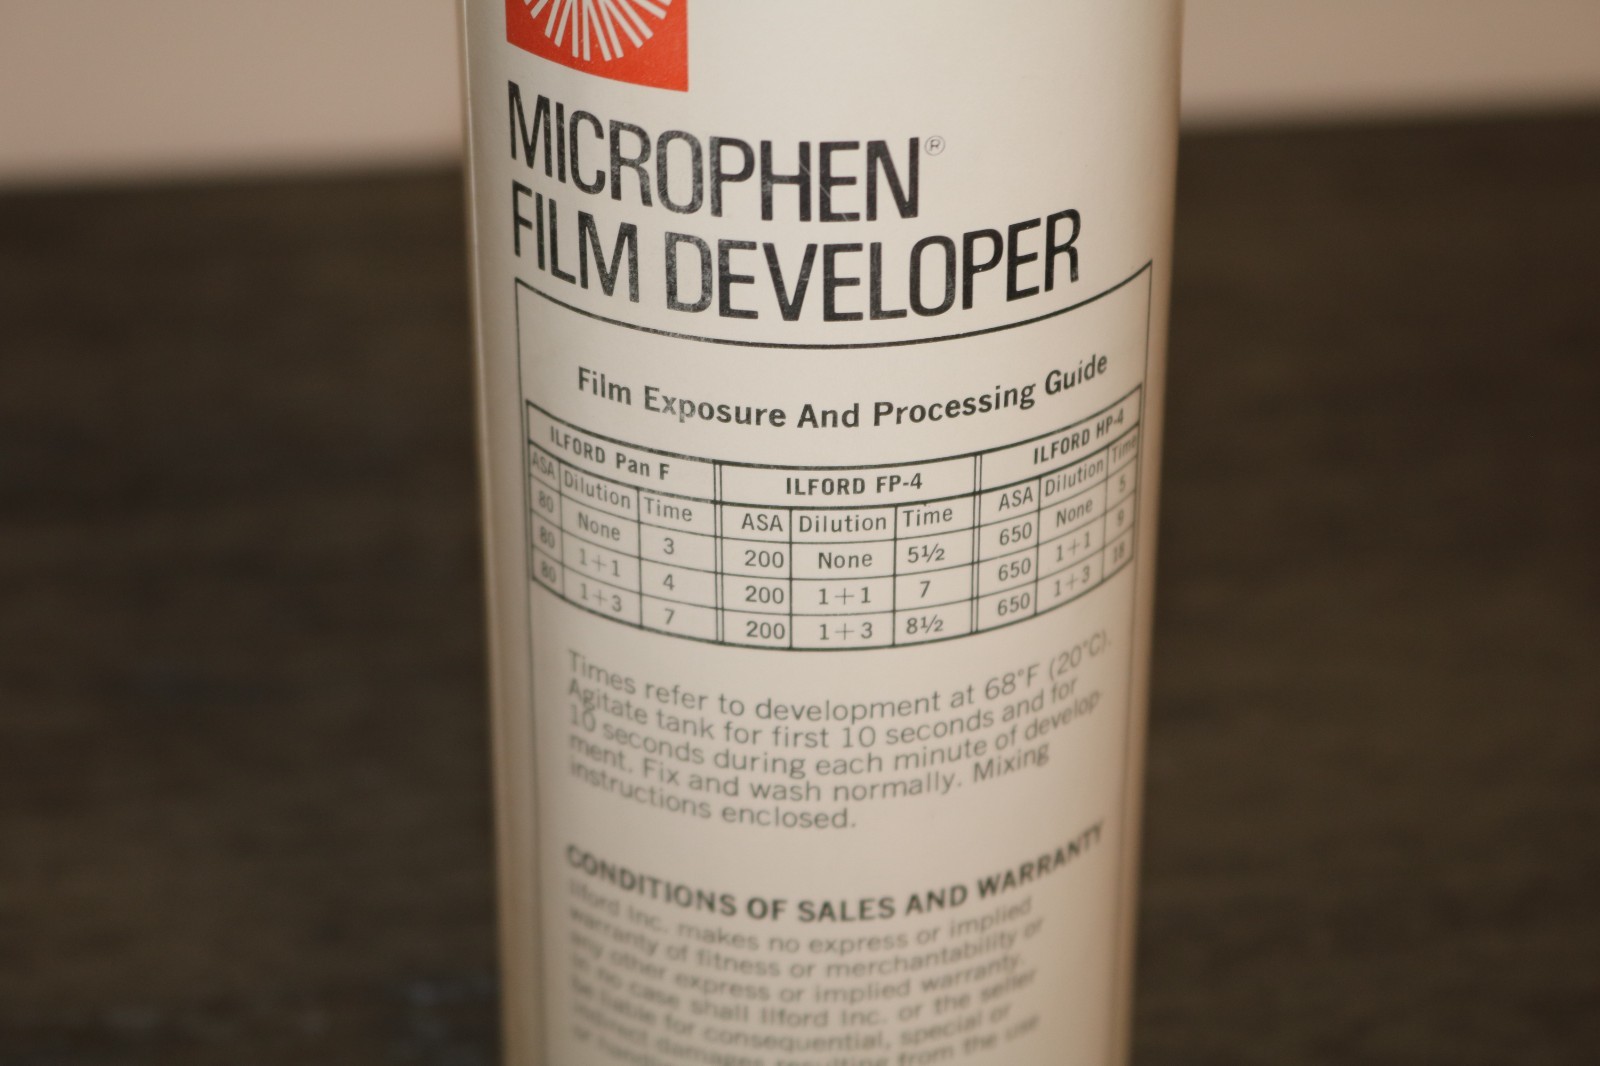 MICROPHEN®
FILM DEVELOPER
Film Exposure And Processing Guide
ILFORD Pan F ILFORD FP-4 ILFORD HP-4
ASA Dilution Time ASA Dilution Time ASA Dilution Time
80 None 3 200 None 5½ 650 None 5
80 1+1 4 200 1+1 7 650 1+1 9
80 1+3 7 200 1+3 8½ 650 1+3 18
Times refer to development at 68°F (20°C).
Agitate tank for first 10 seconds and for
10 seconds during each minute of develop-
ment. Fix and wash normally. Mixing
instructions enclosed.
CONDITIONS OF SALES AND WARRANTY
Ilford Inc. makes no express or implied
warranty of fitness or merchantability or
any other express or implied warranty.
In no case shall Ilford Inc. or the seller
be liable for consequential, special or
damages resulting from the use
or